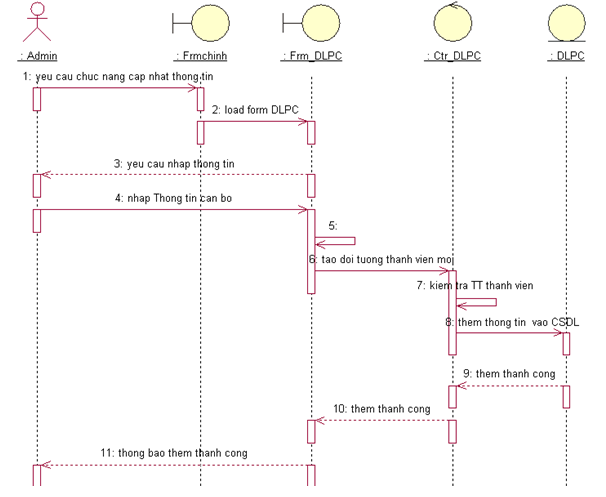 : Admin
: Frmchinh
: Frm_DLPC
: Ctr_DLPC
: DLPC
1: yeu cau chuc nang cap nhat thong tin
2: load form DLPC
3: yeu cau nhap thong tin
4: nhap Thong tin can bo
5:
6: tao doi tuong thanh vien moi
7: kiem tra TT thanh vien
8: them thong tin vao CSDL
9: them thanh cong
10: them thanh cong
11: thong bao them thanh cong